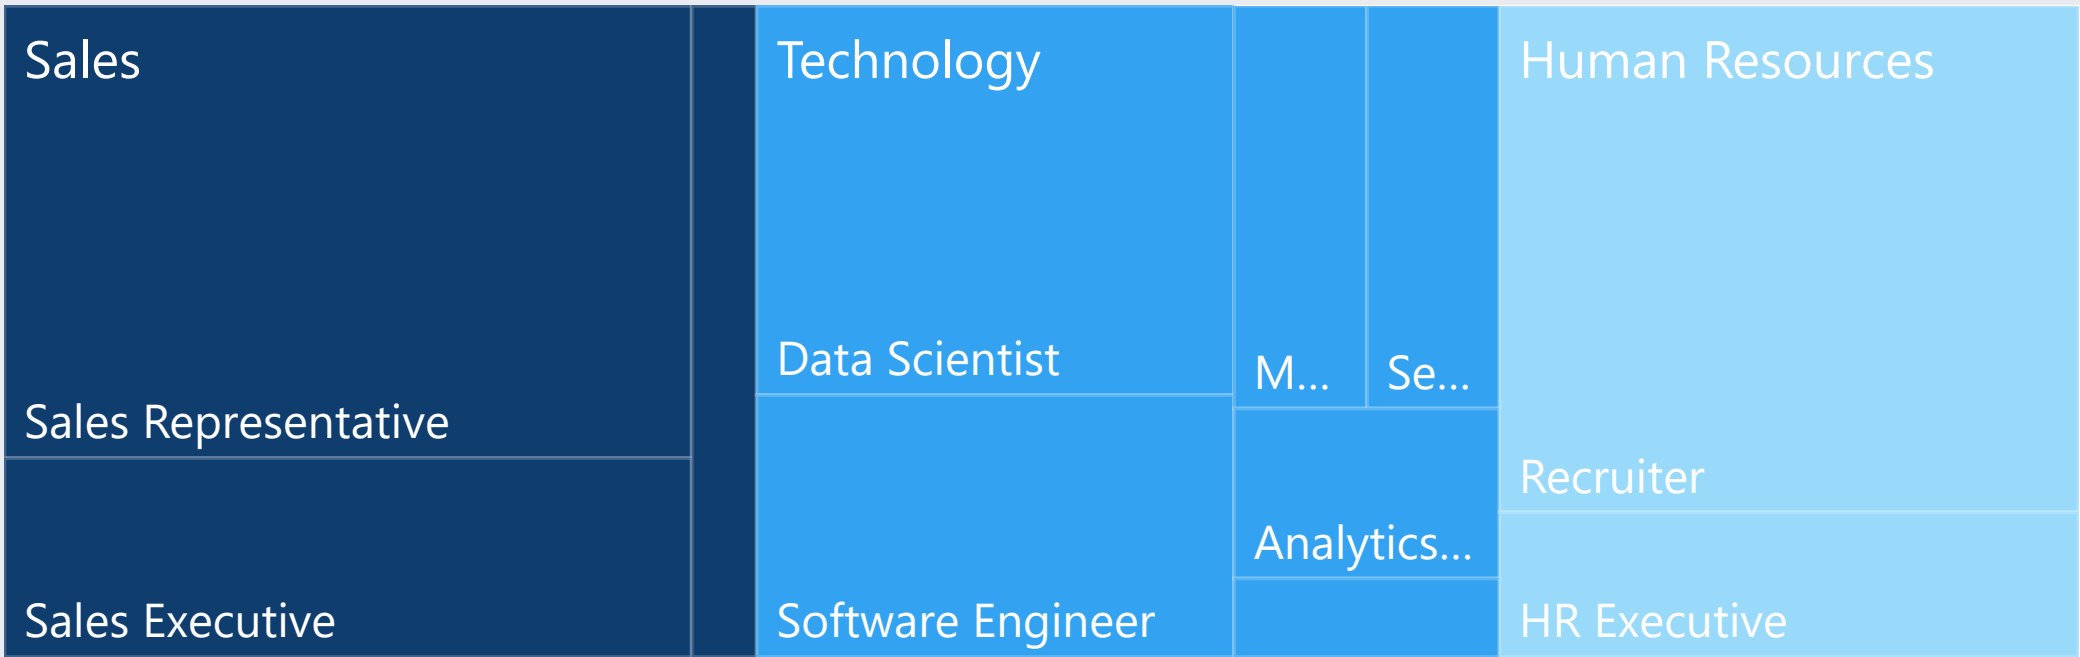 Sales
Sales Representative
Sales Executive
Technology
Data Scientist
Software Engineer
M...
Se...
Analytics...
Human Resources
Recruiter
HR Executive